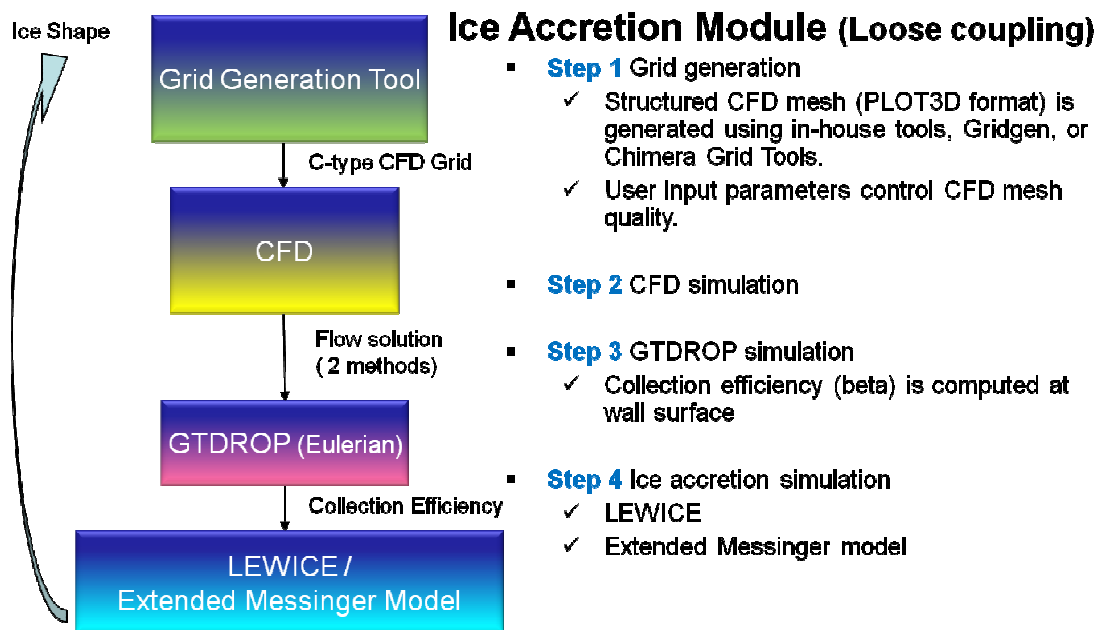 Ice Shape
Grid Generation Tool
C-type CFD Grid
CFD
Flow solution
( 2 methods)
GTDROP (Eulerian)
Collection Efficiency
LEWICE /
Extended Messinger Model
Ice Accretion Module (Loose coupling)
▪ Step 1 Grid generation
✓ Structured CFD mesh (PLOT3D format) is
generated using in-house tools, Gridgen, or
Chimera Grid Tools.
✓ User Input parameters control CFD mesh
quality.
▪ Step 2 CFD simulation
▪ Step 3 GTDROP simulation
✓ Collection efficiency (beta) is computed at
wall surface
▪ Step 4 Ice accretion simulation
✓ LEWICE
✓ Extended Messinger model